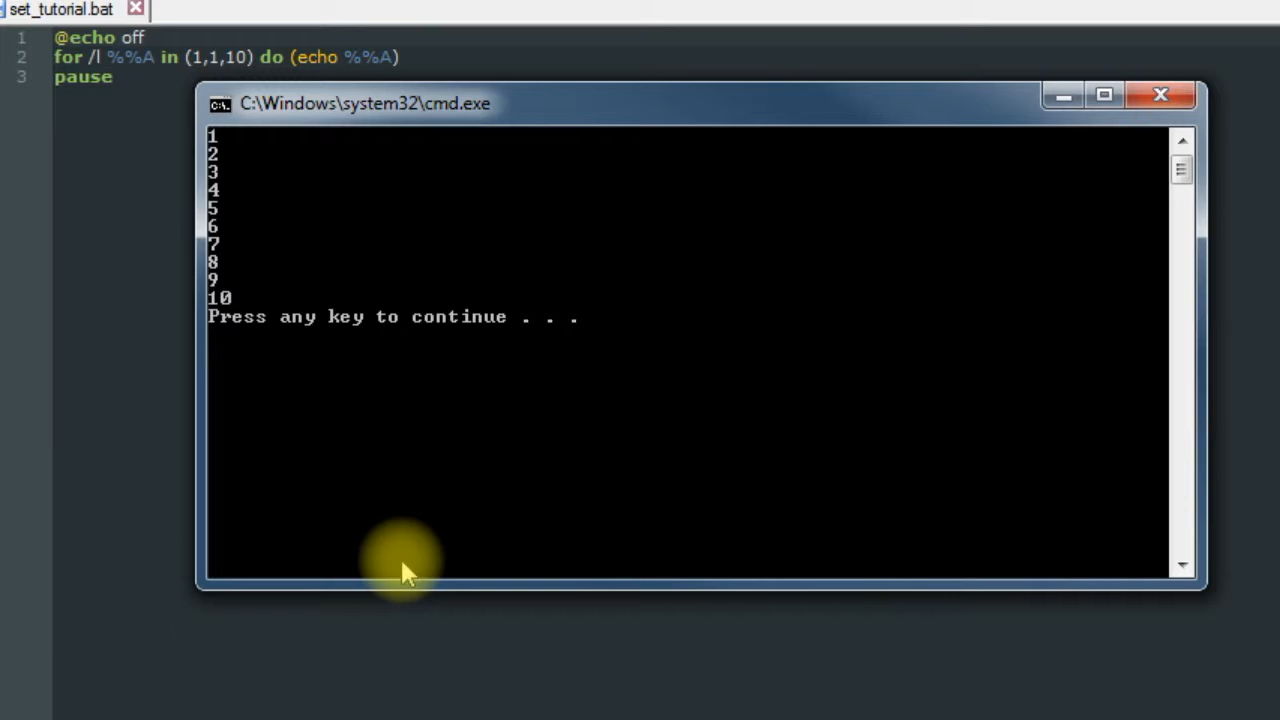 set_tutorial.bat
1 @echo off
2 for /l %%A in (1,1,10) do (echo %%A)
3 pause
C:\Windows\system32\cmd.exe
1
2
3
4
5
6
7
8
9
10
Press any key to continue . . .